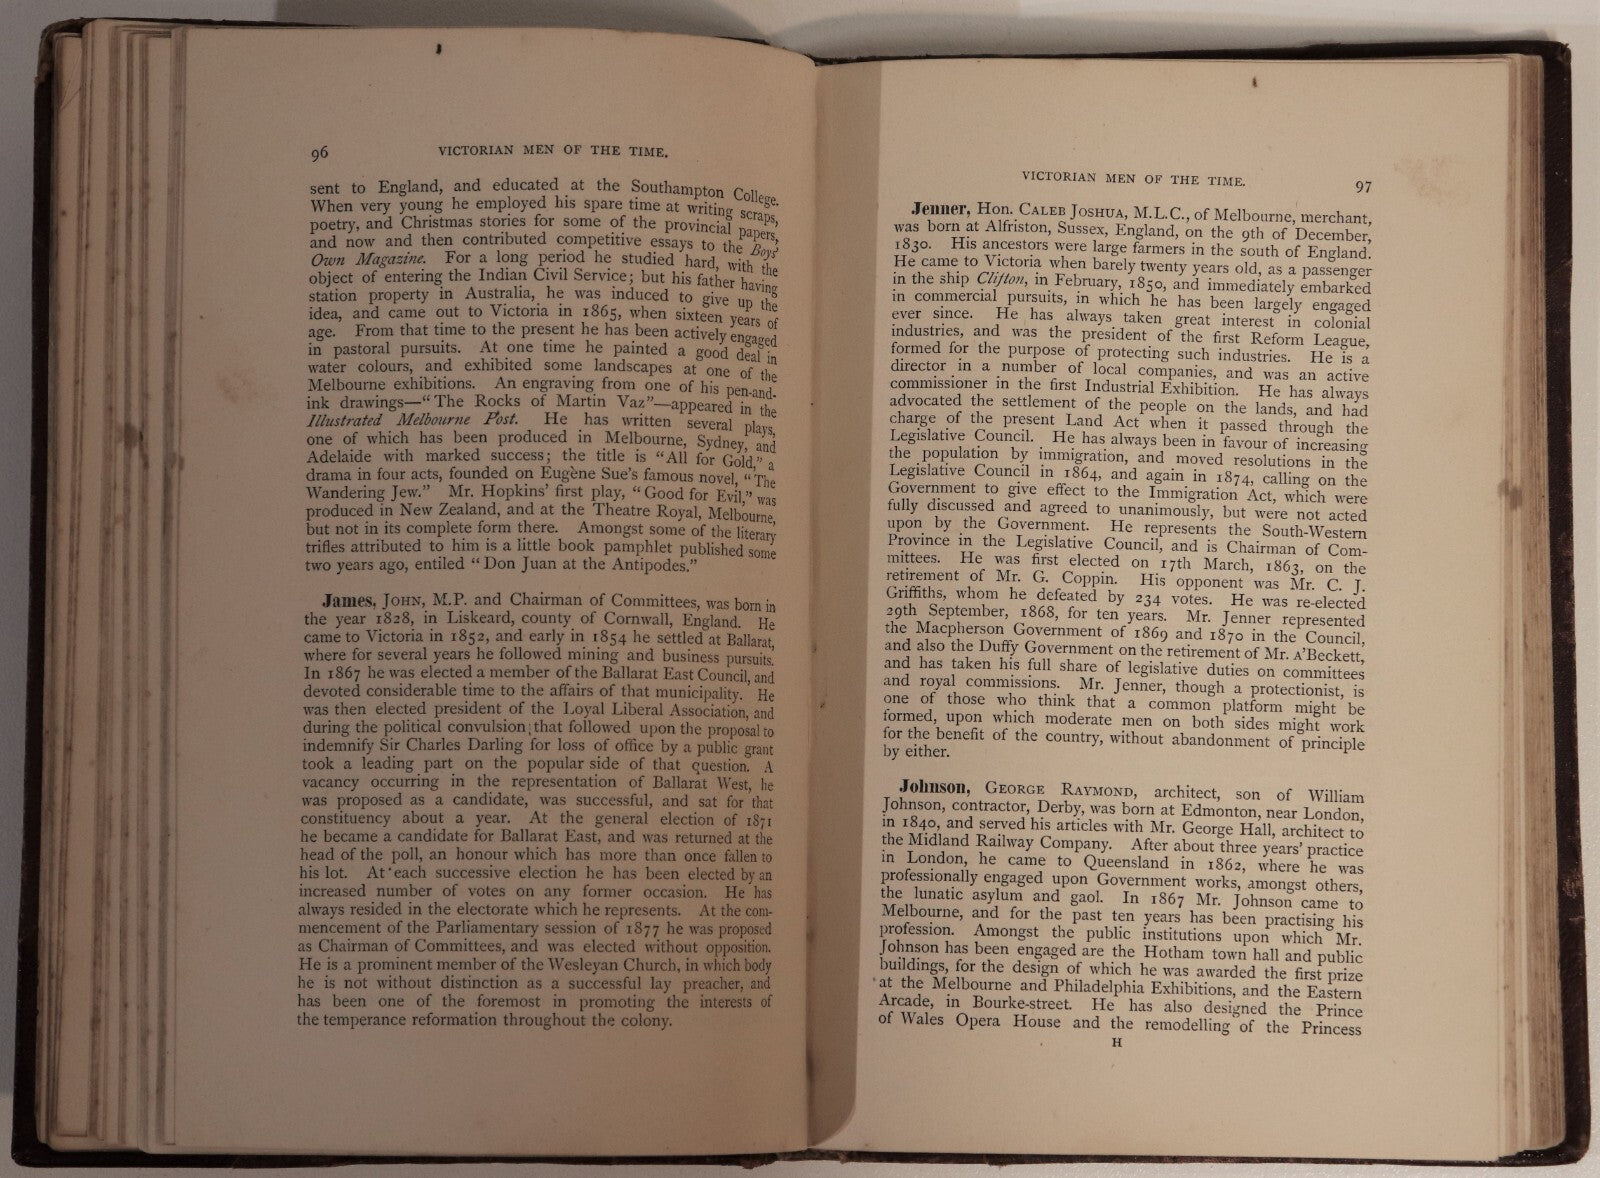 96
VICTORIAN MEN OF THE TIME.
sent to England, and educated at the Southampton College.
When very young he employed his spare time at writing scraps,
poetry, and Christmas stories for some of the provincial papers,
and now and then contributed competitive essays to the Boys'
Own Magazine. For a long period he studied hard, with the
object of entering the Indian Civil Service; but his father having
station property in Australia, he was induced to give up the
idea, and came out to Victoria in 1865, when sixteen years of
age. From that time to the present he has been actively engaged
in pastoral pursuits. At one time he painted a good deal in
water colours, and exhibited some landscapes at one of the
Melbourne exhibitions. An engraving from one of his pen-and-
ink drawings—"The Rocks of Martin Vaz"—appeared in the
Illustrated Melbourne Post. He has written several plays,
one of which has been produced in Melbourne, Sydney, and
Adelaide with marked success; the title is "All for Gold," a
drama in four acts, founded on Eugène Sue's famous novel, "The
Wandering Jew." Mr. Hopkins' first play, "Good for Evil," was
produced in New Zealand, and at the Theatre Royal, Melbourne,
but not in its complete form there. Amongst some of the literary
trifles attributed to him is a little book pamphlet published some
two years ago, entiled "Don Juan at the Antipodes."
James, JOHN, M.P. and Chairman of Committees, was born in
the year 1828, in Liskeard, county of Cornwall, England. He
came to Victoria in 1852, and early in 1854 he settled at Ballarat,
where for several years he followed mining and business pursuits.
In 1867 he was elected a member of the Ballarat East Council, and
devoted considerable time to the affairs of that municipality. He
was then elected president of the Loyal Liberal Association, and
during the political convulsion that followed upon the proposal to
indemnify Sir Charles Darling for loss of office by a public grant
took a leading part on the popular side of that question. A
vacancy occurring in the representation of Ballarat West, he
was proposed as a candidate, was successful, and sat for that
constituency about a year. At the general election of 1871
he became a candidate for Ballarat East, and was returned at the
head of the poll, an honour which has more than once fallen to
his lot. At each successive election he has been elected by an
increased number of votes on any former occasion. He has
always resided in the electorate which he represents. At the com-
mencement of the Parliamentary session of 1877 he was proposed
as Chairman of Committees, and was elected without opposition.
He is a prominent member of the Wesleyan Church, in which body
he is not without distinction as a successful lay preacher, and
has been one of the foremost in promoting the interests of
the temperance reformation throughout the colony.
VICTORIAN MEN OF THE TIME.
97
Jenner, Hon. CALEB JOSHUA, M.L.C., of Melbourne, merchant,
was born at Alfriston, Sussex, England, on the 9th of December,
1830. His ancestors were large farmers in the south of England.
He came to Victoria when barely twenty years old, as a passenger
in the ship Clifton, in February, 1850, and immediately embarked
in commercial pursuits, in which he has been largely engaged
ever since. He has always taken great interest in colonial
industries, and was the president of the first Reform League,
formed for the purpose of protecting such industries. He is a
director in a number of local companies, and was an active
commissioner in the first Industrial Exhibition. He has always
advocated the settlement of the people on the lands, and had
charge of the present Land Act when it passed through the
Legislative Council. He has always been in favour of increasing
the population by immigration, and moved resolutions in the
Legislative Council in 1864, and again in 1874, calling on the
Government to give effect to the Immigration Act, which were
fully discussed and agreed to unanimously, but were not acted
upon by the Government. He represents the South-Western
Province in the Legislative Council, and is Chairman of Com-
mittees. He was first elected on 17th March, 1863, on the
retirement of Mr. G. Coppin. His opponent was Mr. C. J.
Griffiths, whom he defeated by 234 votes. He was re-elected
29th September, 1868, for ten years. Mr. Jenner represented
the Macpherson Government of 1869 and 1870 in the Council,
and also the Duffy Government on the retirement of Mr. A'Beckett,
and has taken his full share of legislative duties on committees
and royal commissions. Mr. Jenner, though a protectionist, is
one of those who think that a common platform might be
formed, upon which moderate men on both sides might work
for the benefit of the country, without abandonment of principle
by either.
Johnson, GEORGE RAYMOND, architect, son of William
Johnson, contractor, Derby, was born at Edmonton, near London,
in 1840, and served his articles with Mr. George Hall, architect to
the Midland Railway Company. After about three years' practice
in London, he came to Queensland in 1862, where he was
professionally engaged upon Government works, amongst others,
the lunatic asylum and gaol. In 1867 Mr. Johnson came to
Melbourne, and for the past ten years has been practising his
profession. Amongst the public institutions upon which Mr.
Johnson has been engaged are the Hotham town hall and public
buildings, for the design of which he was awarded the first prize
at the Melbourne and Philadelphia Exhibitions, and the Eastern
Arcade, in Bourke-street. He has also designed the Prince
of Wales Opera House and the remodelling of the Princess
H